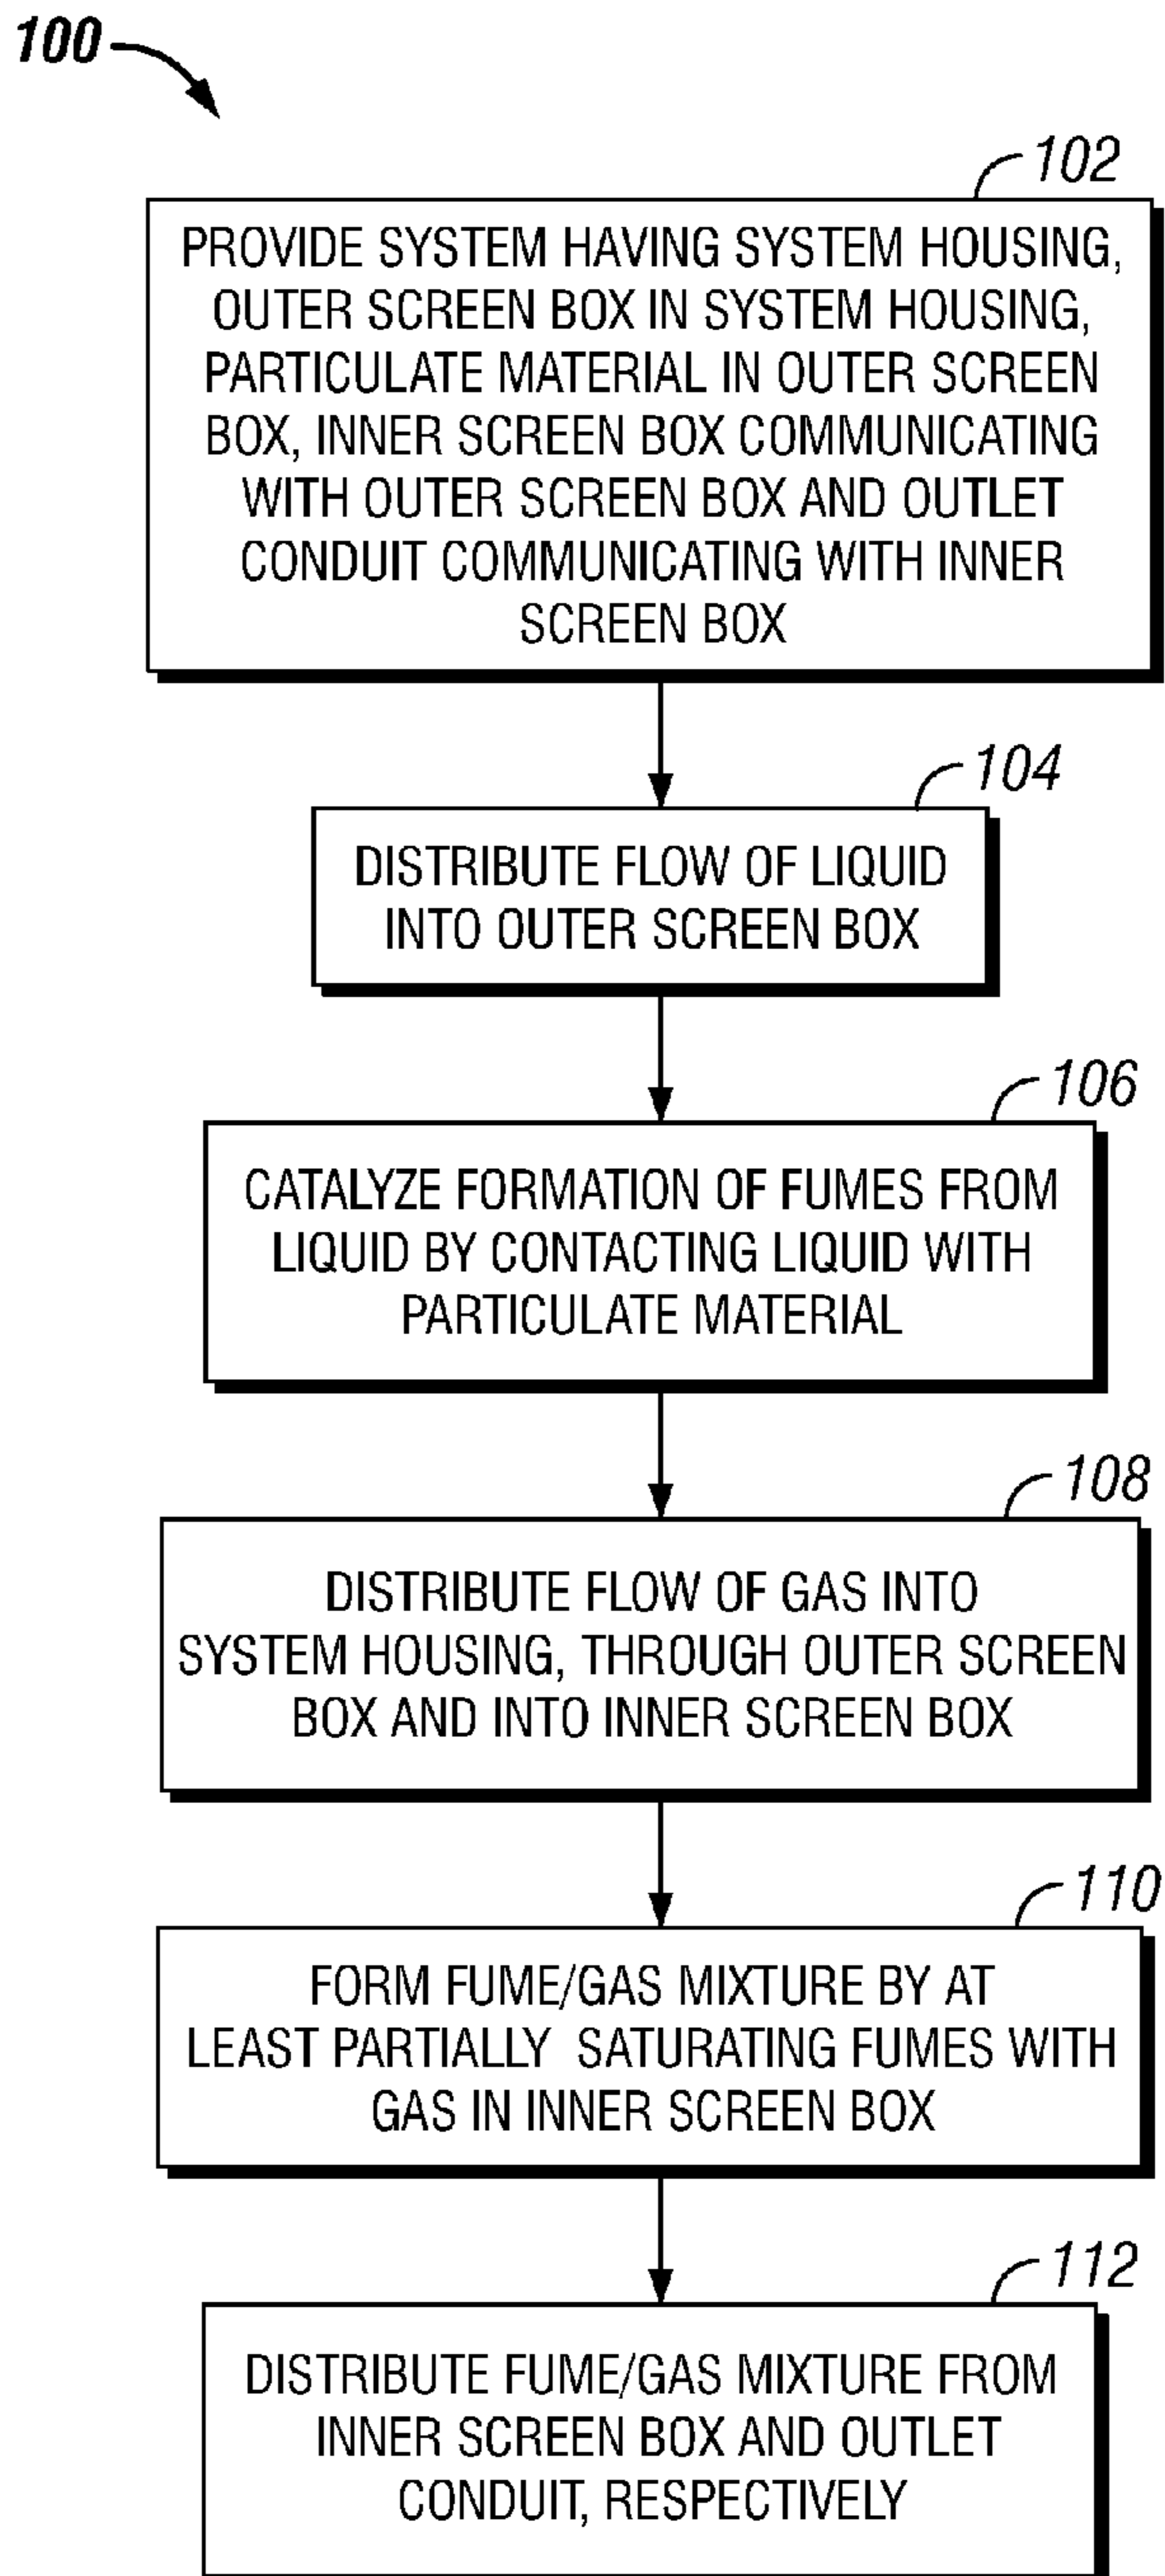 100
102
PROVIDE SYSTEM HAVING SYSTEM HOUSING,
OUTER SCREEN BOX IN SYSTEM HOUSING,
PARTICULATE MATERIAL IN OUTER SCREEN
BOX, INNER SCREEN BOX COMMUNICATING
WITH OUTER SCREEN BOX AND OUTLET
CONDUIT COMMUNICATING WITH INNER
SCREEN BOX
104
DISTRIBUTE FLOW OF LIQUID
INTO OUTER SCREEN BOX
106
CATALYZE FORMATION OF FUMES FROM
LIQUID BY CONTACTING LIQUID WITH
PARTICULATE MATERIAL
108
DISTRIBUTE FLOW OF GAS INTO
SYSTEM HOUSING, THROUGH OUTER SCREEN
BOX AND INTO INNER SCREEN BOX
110
FORM FUME/GAS MIXTURE BY AT
LEAST PARTIALLY SATURATING FUMES WITH
GAS IN INNER SCREEN BOX
112
DISTRIBUTE FUME/GAS MIXTURE FROM
INNER SCREEN BOX AND OUTLET
CONDUIT, RESPECTIVELY